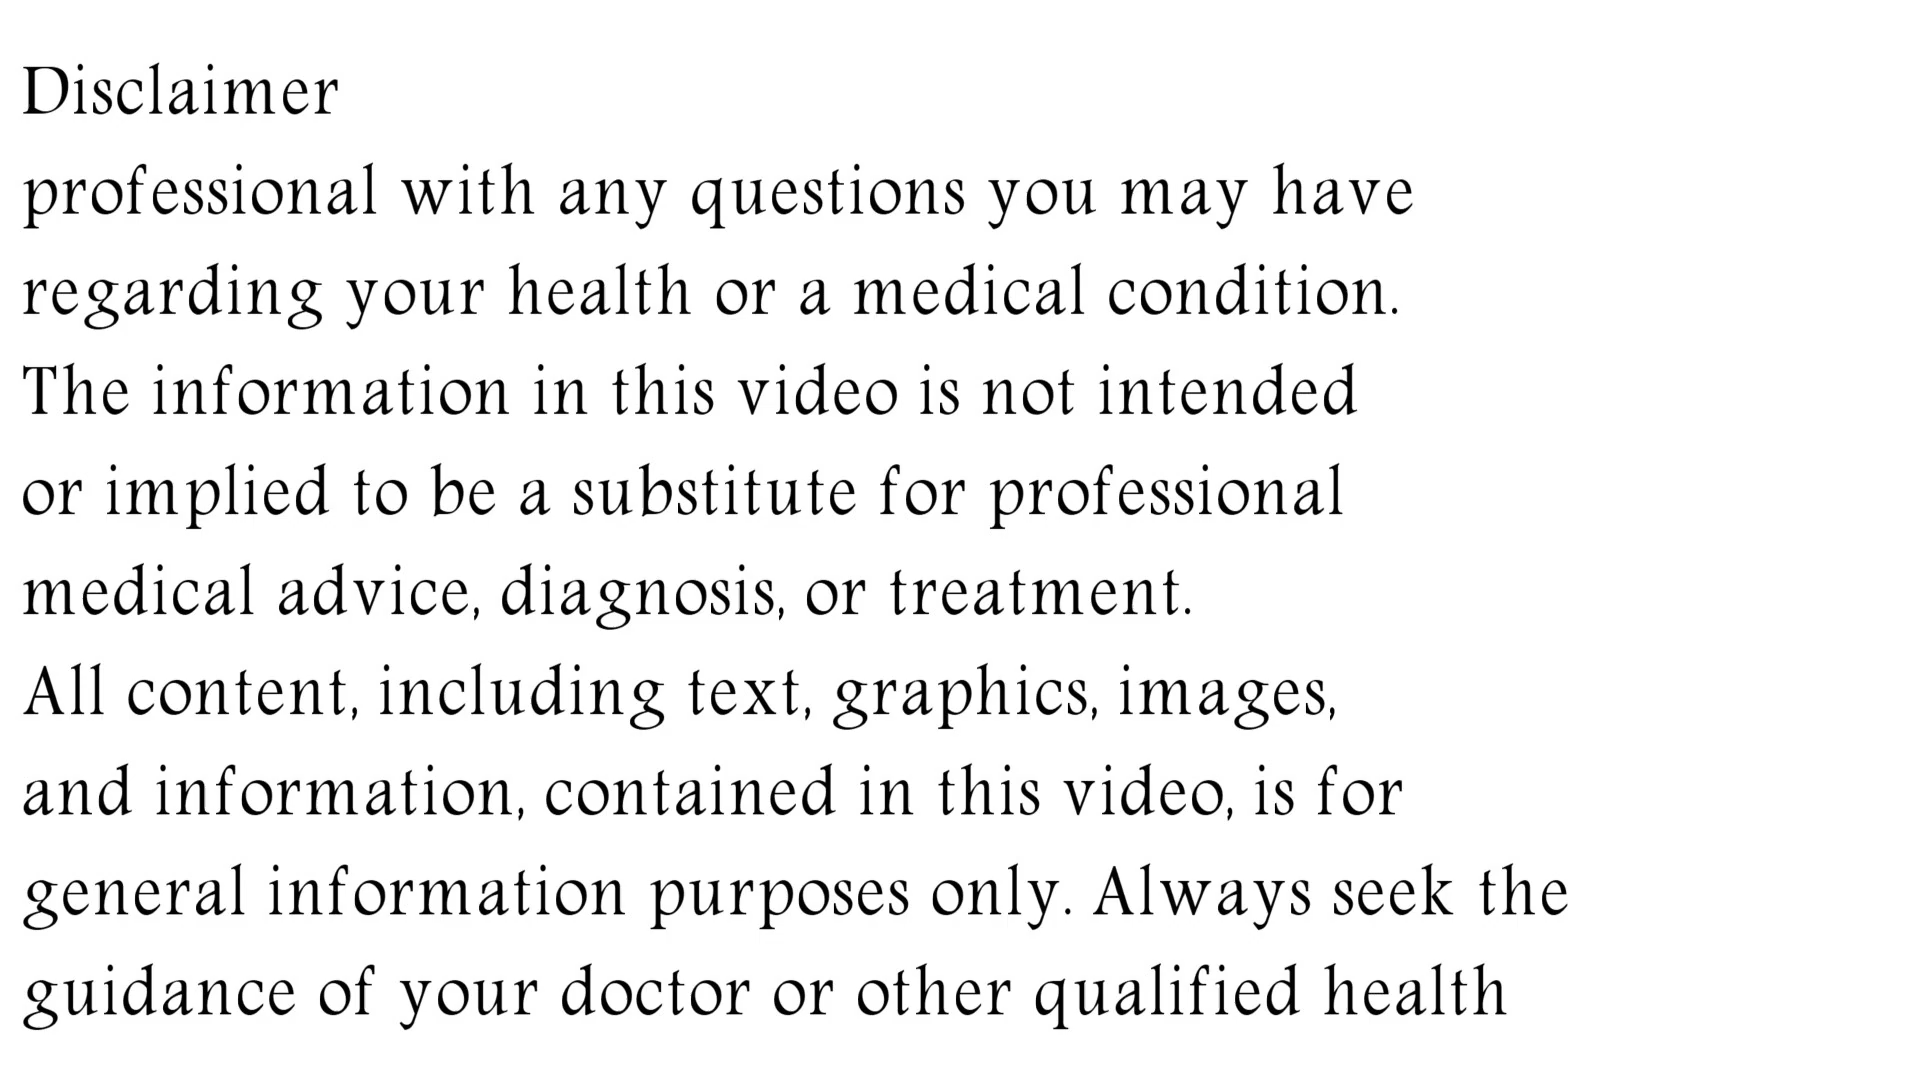 Disclaimer
professional with any questions you may have
regarding your health or a medical condition.
The information in this video is not intended
or implied to be a substitute for professional
medical advice, diagnosis, or treatment.
All content, including text, graphics, images,
and information, contained in this video, is for
general information purposes only. Always seek the
guidance of your doctor or other qualified health